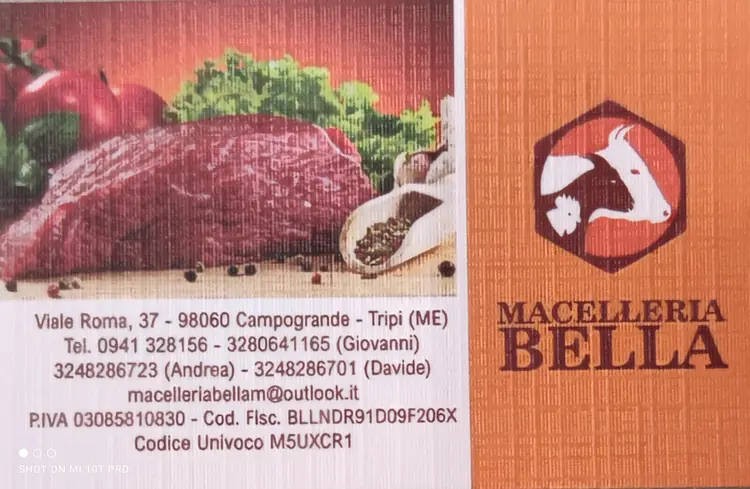 Viale Roma, 37 - 98060 Campogrande - Tripi (ME)
Tel. 0941 328156 - 3280641165 (Giovanni)
3248286723 (Andrea) - 3248286701 (Davide)
macelleriabellam@outlook.it
P.IVA 03085810830 - Cod. FIsc. BLLNDR91D09F206X
Codice Univoco M5UXCR1
MACELLERIA
BELLA
SHOT ON MI 10T PRO